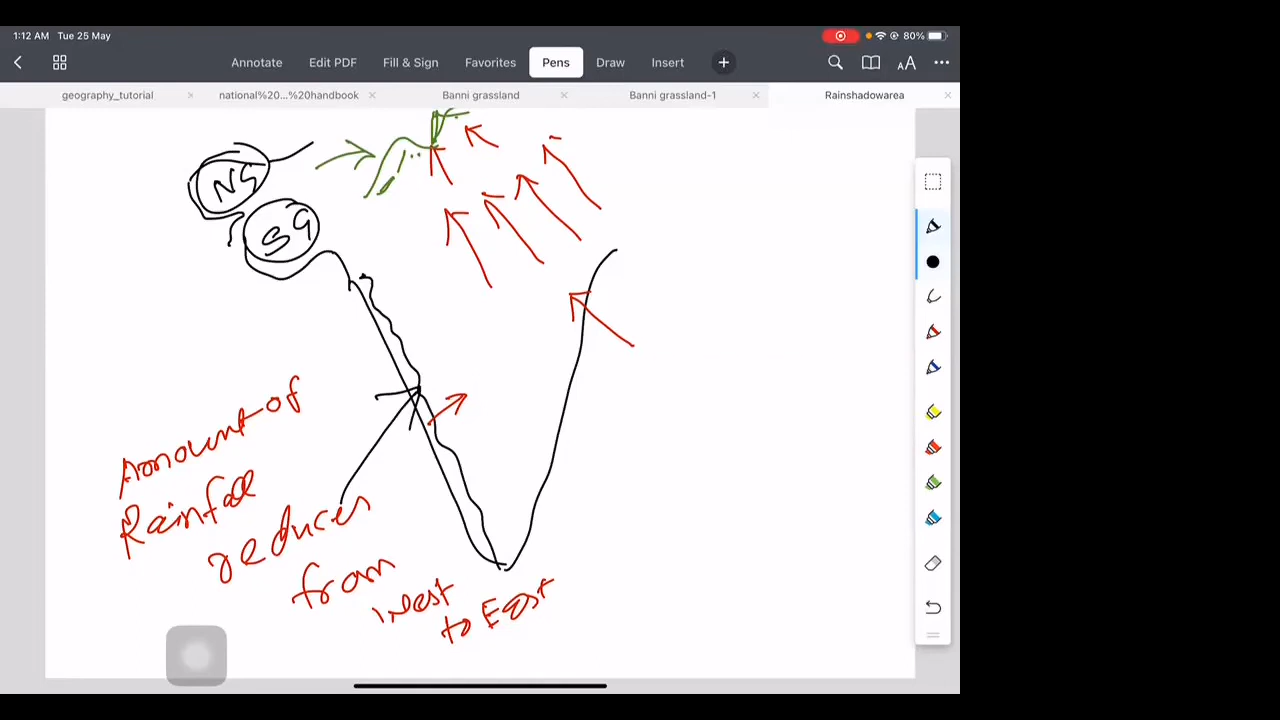 1:12 AM Tue 25 May
80%
Annotate Edit PDF Fill & Sign Favorites Pens Draw Insert
AA
geography_tutorial national%20...%20handbook Banni grassland Banni grassland-1 Rainshadowarea
NS
SG
Amount of
Rainfall
reduces
from
West
to East